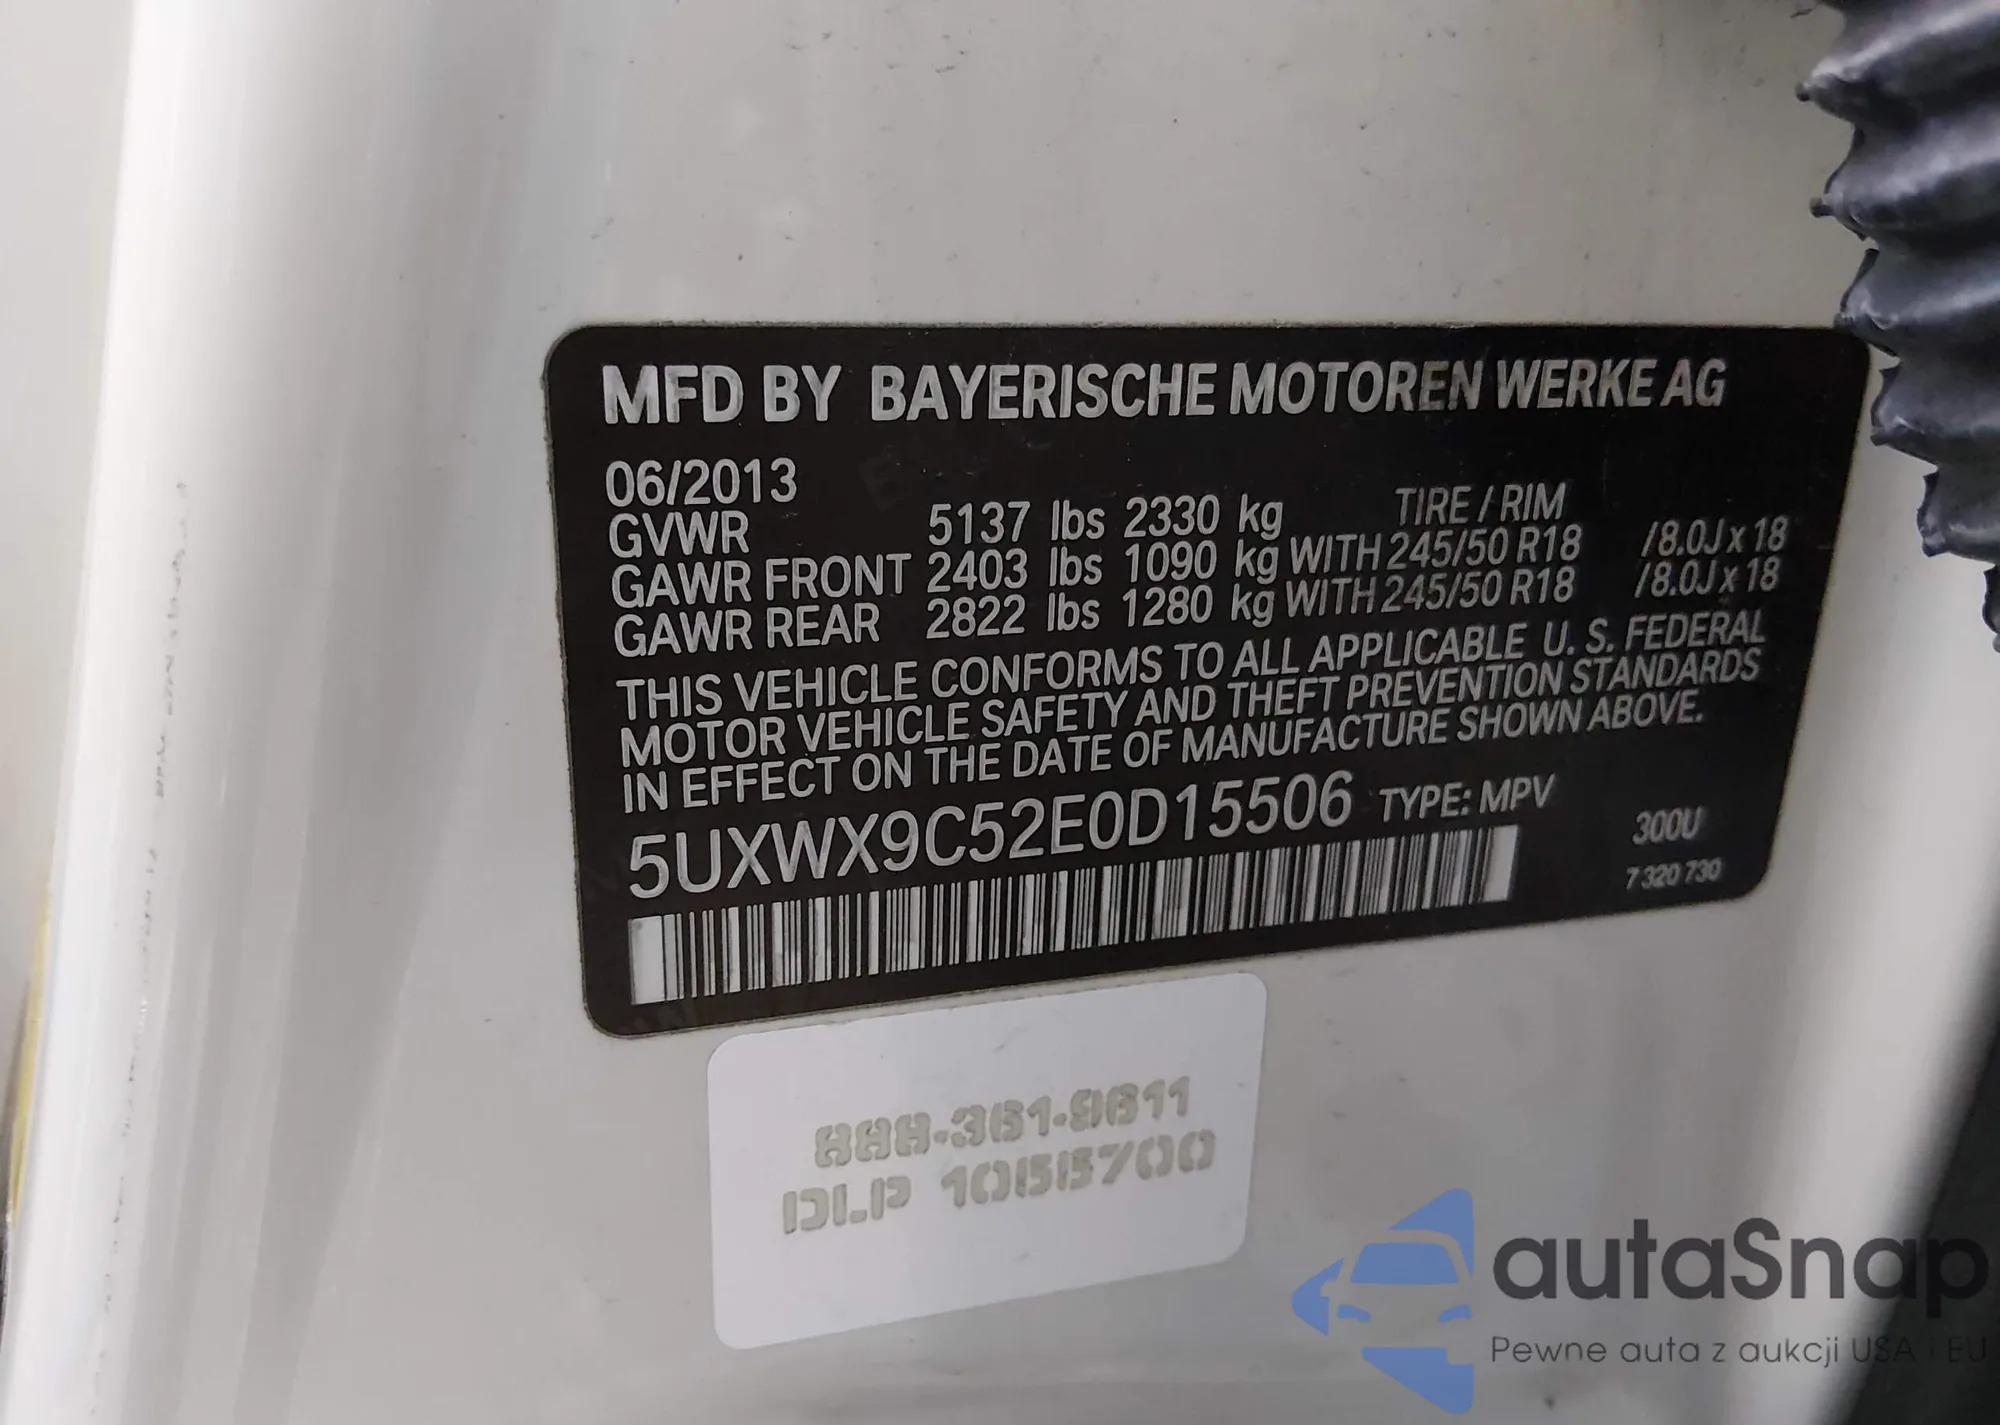 MFD BY BAYERISCHE MOTOREN WERKE AG
06/2013
TIRE / RIM
GVWR 5137 lbs 2330 kg
GAWR FRONT 2403 lbs 1090 kg WITH 245/50 R18 /8.0J x 18
GAWR REAR 2822 lbs 1280 kg WITH 245/50 R18 /8.0J x 18
THIS VEHICLE CONFORMS TO ALL APPLICABLE U. S. FEDERAL
MOTOR VEHICLE SAFETY AND THEFT PREVENTION STANDARDS
IN EFFECT ON THE DATE OF MANUFACTURE SHOWN ABOVE.
5UXWX9C52E0D15506 TYPE: MPV
300U
7 320 730
888-361-9611
DLP
autaSnap
Pewne auta z aukcji USA i EU